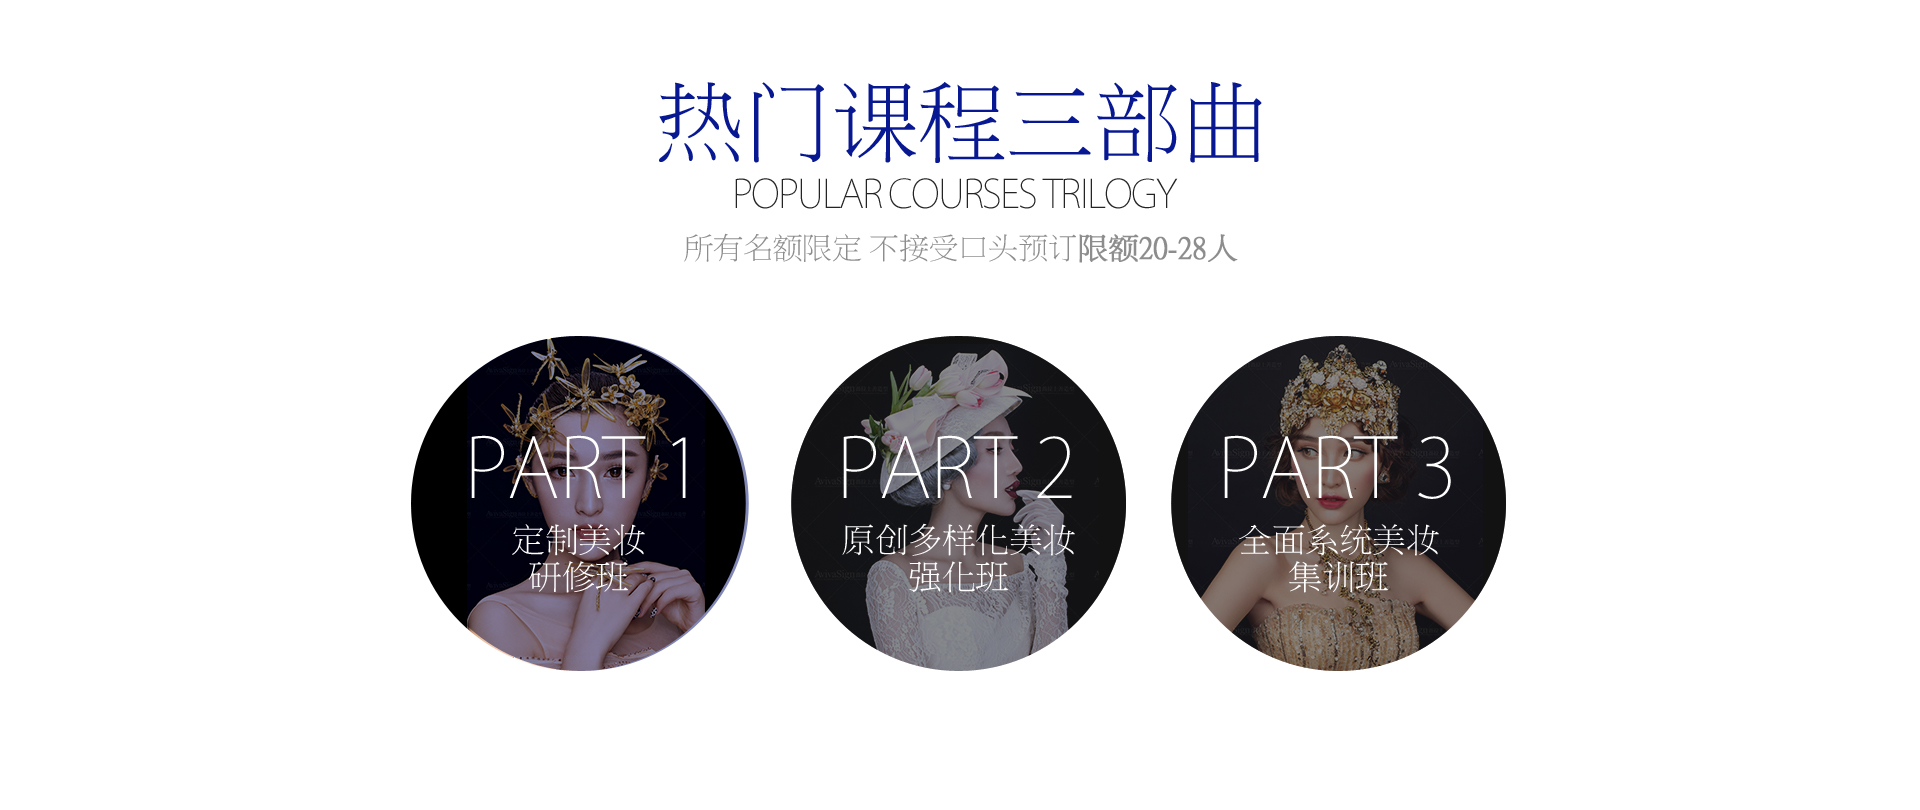 热门课程三部曲
POPULAR COURSES TRILOGY
所有名额限定 不接受口头预订限额20-28人
PART 1
定制美妆
研修班
PART 2
原创多样化美妆
强化班
PART 3
全面系统美妆
集训班